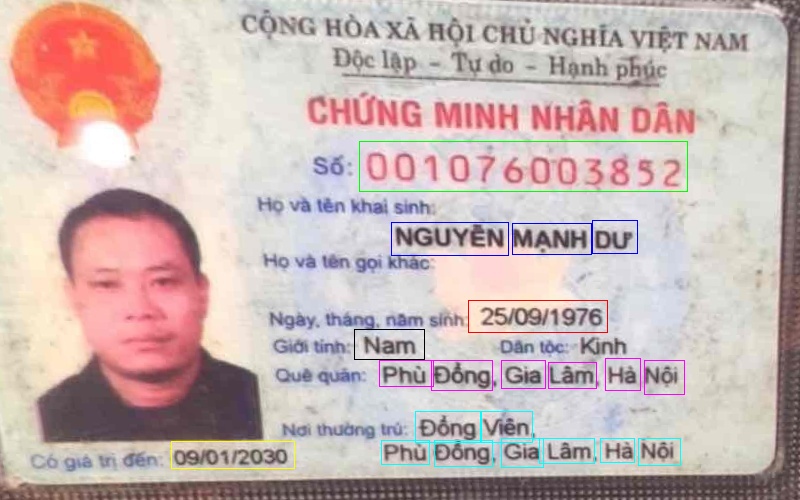 CỘNG HÒA XÃ HỘI CHỦ NGHĨA VIỆT NAM
Độc lập - Tự do - Hạnh phúc
CHỨNG MINH NHÂN DÂN
Số: 001076003852
Họ và tên khai sinh:
NGUYỄN MẠNH DƯ
Họ và tên gọi khác:
Ngày, tháng, năm sinh: 25/09/1976
Giới tính: Nam Dân tộc: Kinh
Quê quán: Phù Đổng, Gia Lâm, Hà Nội
Nơi thường trú: Đổng Viên,
Phù Đổng, Gia Lâm, Hà Nội
Có giá trị đến: 09/01/2030